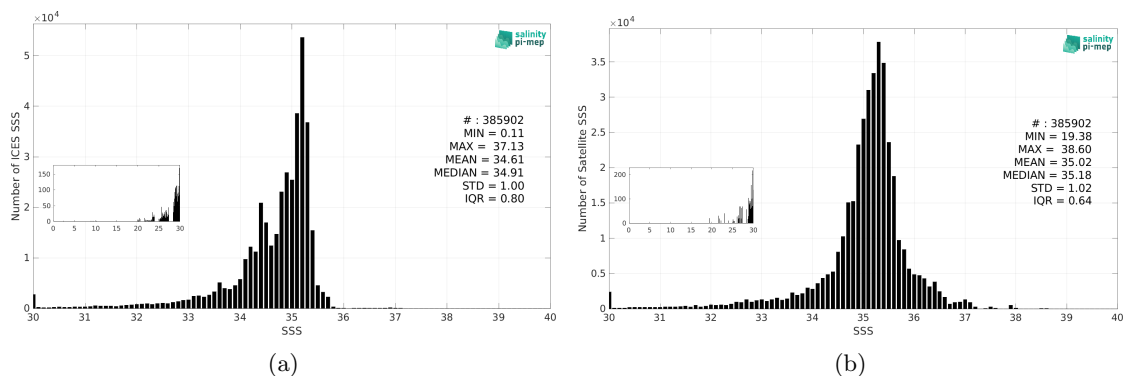 ×10⁴
salinity
pi-mep
Number of ICES SSS
5
4
3
2
1
0
# : 385902
MIN = 0.11
MAX = 37.13
MEAN = 34.61
MEDIAN = 34.91
STD = 1.00
IQR = 0.80
150
100
50
0
0 5 10 15 20 25 30
30 31 32 33 34 35 36 37 38 39 40
SSS
(a)
×10⁴
salinity
pi-mep
Number of Satellite SSS
3.5
3
2.5
2
1.5
1
0.5
0
# : 385902
MIN = 19.38
MAX = 38.60
MEAN = 35.02
MEDIAN = 35.18
STD = 1.02
IQR = 0.64
200
100
0
0 5 10 15 20 25 30
30 31 32 33 34 35 36 37 38 39 40
SSS
(b)